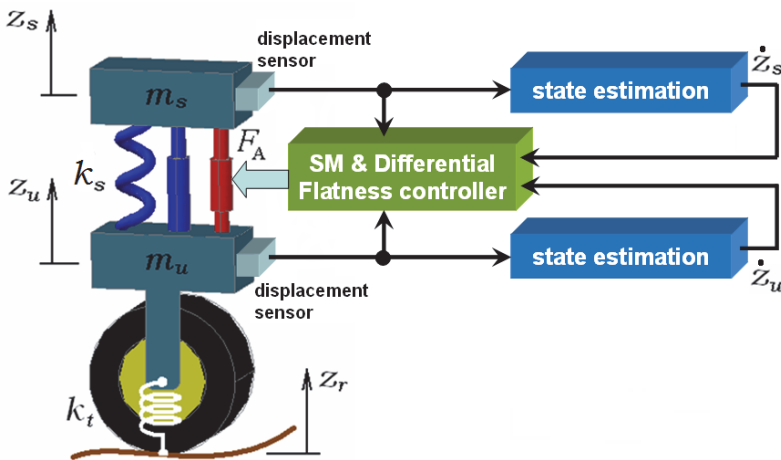 z_s
displacement
sensor
m_s
state estimation
ż_s
F_A
SM & Differential
Flatness controller
k_s
z_u
m_u
state estimation
ż_u
displacement
sensor
z_r
k_t